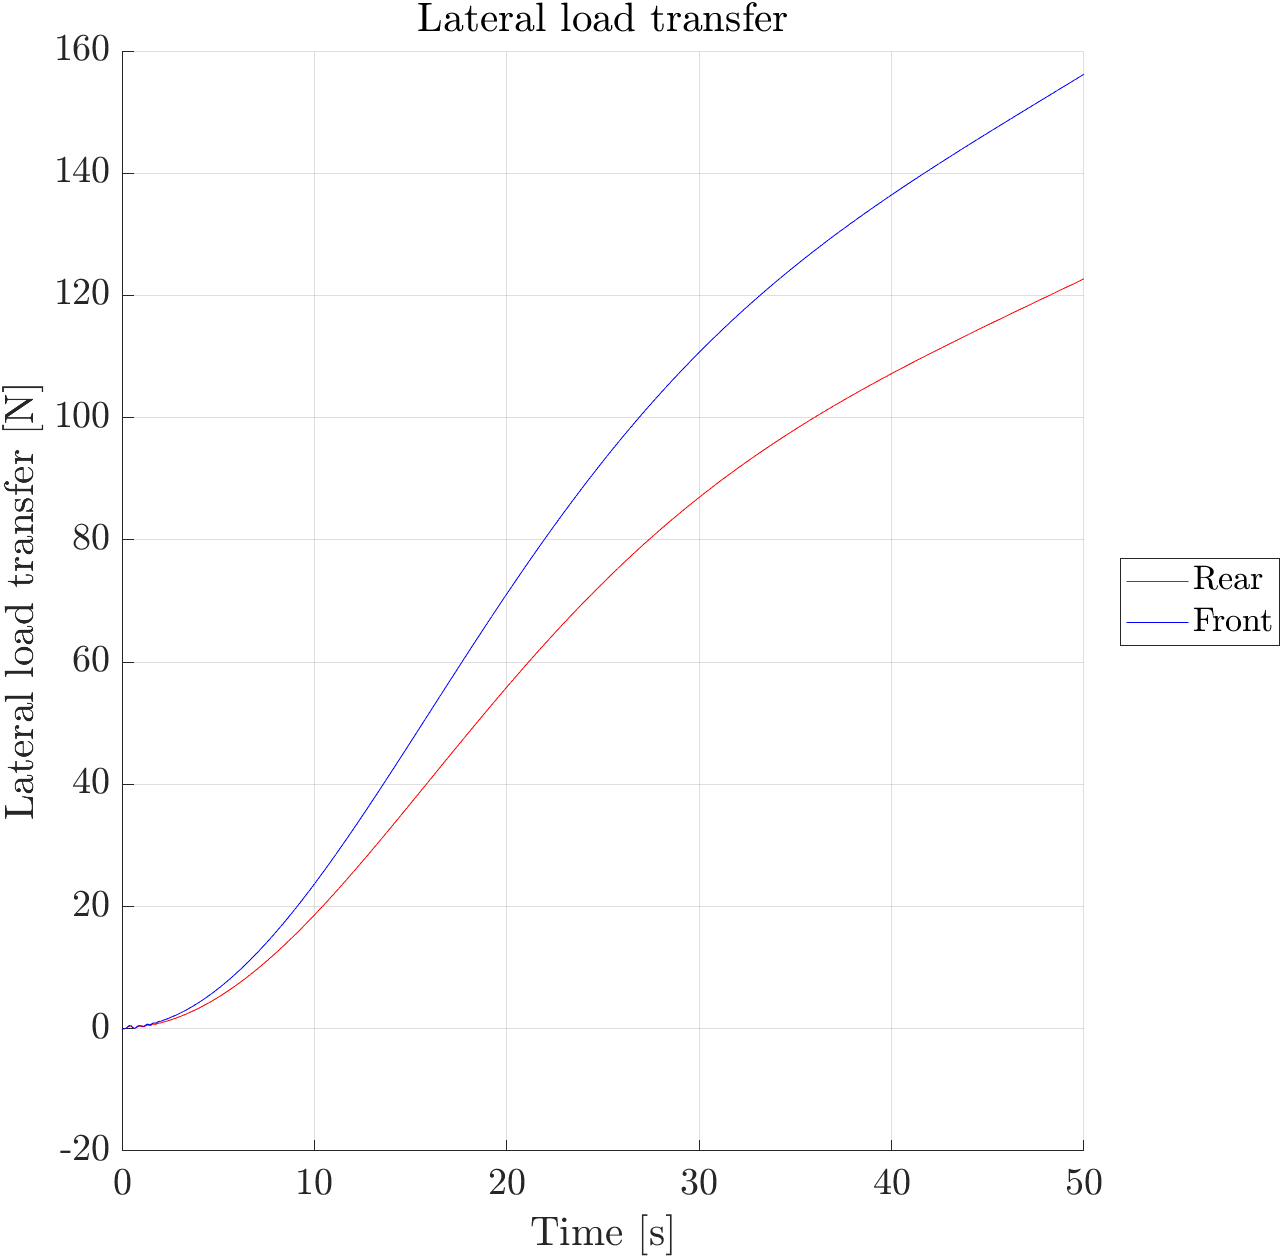 Lateral load transfer
160
140
120
100
80
60
40
20
0
-20
Lateral load transfer [N]
0 10 20 30 40 50
Time [s]
Rear
Front